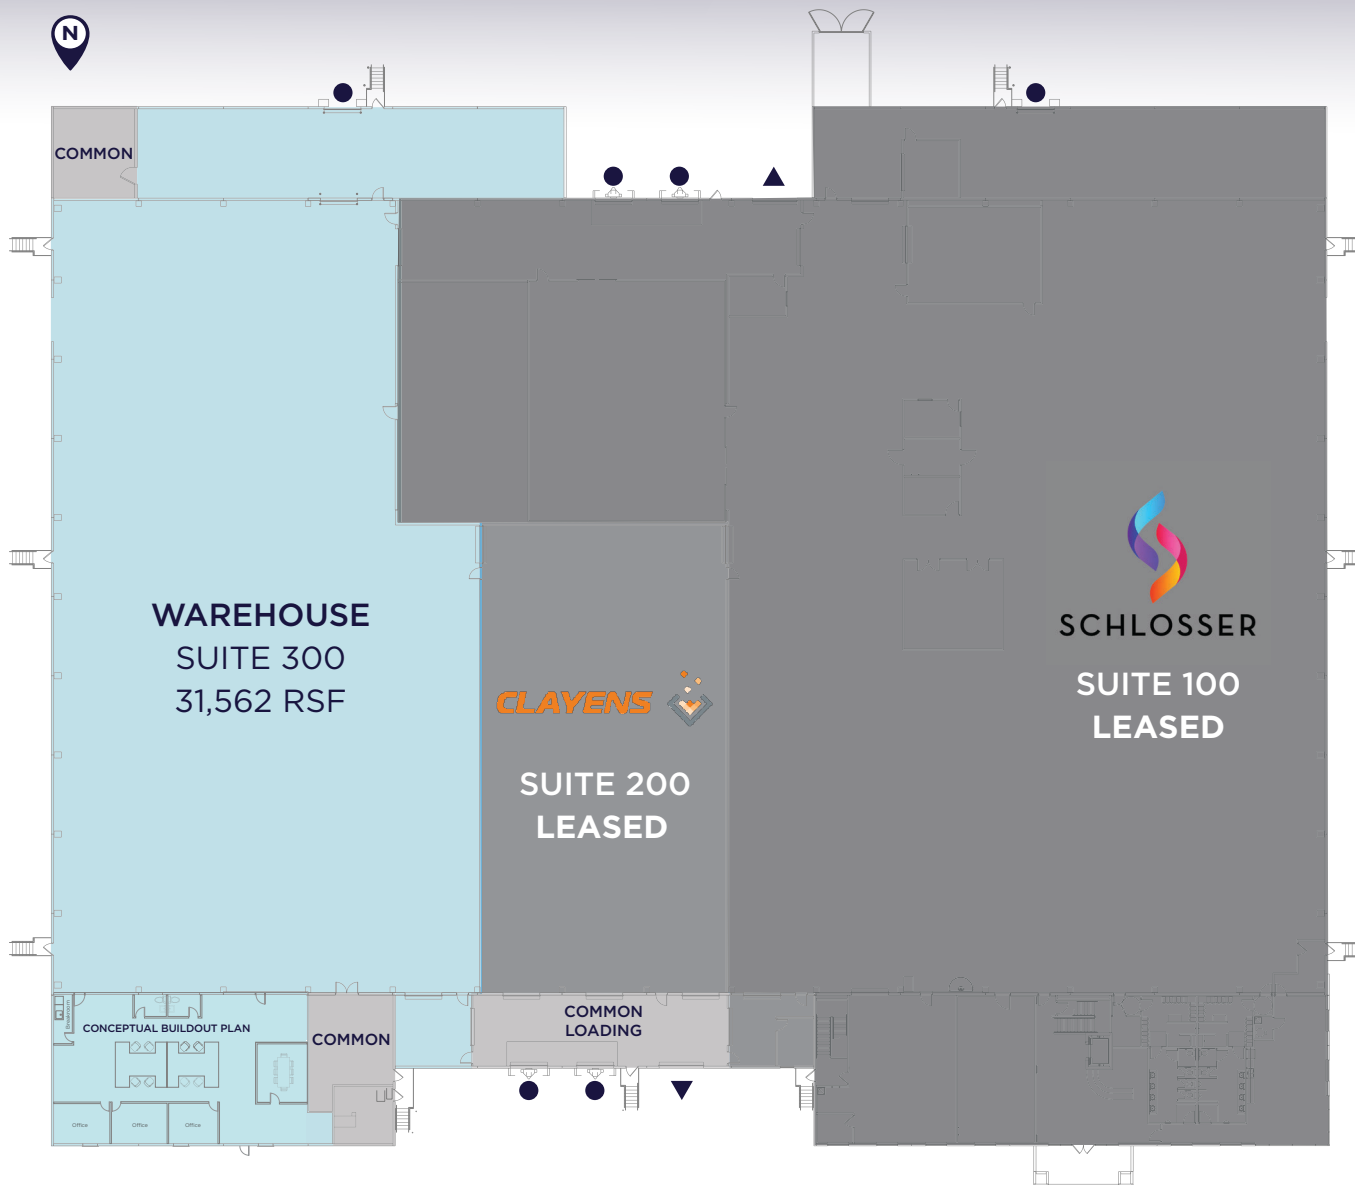 N
COMMON
WAREHOUSE
SUITE 300
31,562 RSF
CLAYENS
SUITE 200
LEASED
SCHLOSSER
SUITE 100
LEASED
Breakroom
CONCEPTUAL BUILDOUT PLAN
COMMON
COMMON
LOADING
Office
Office
Office